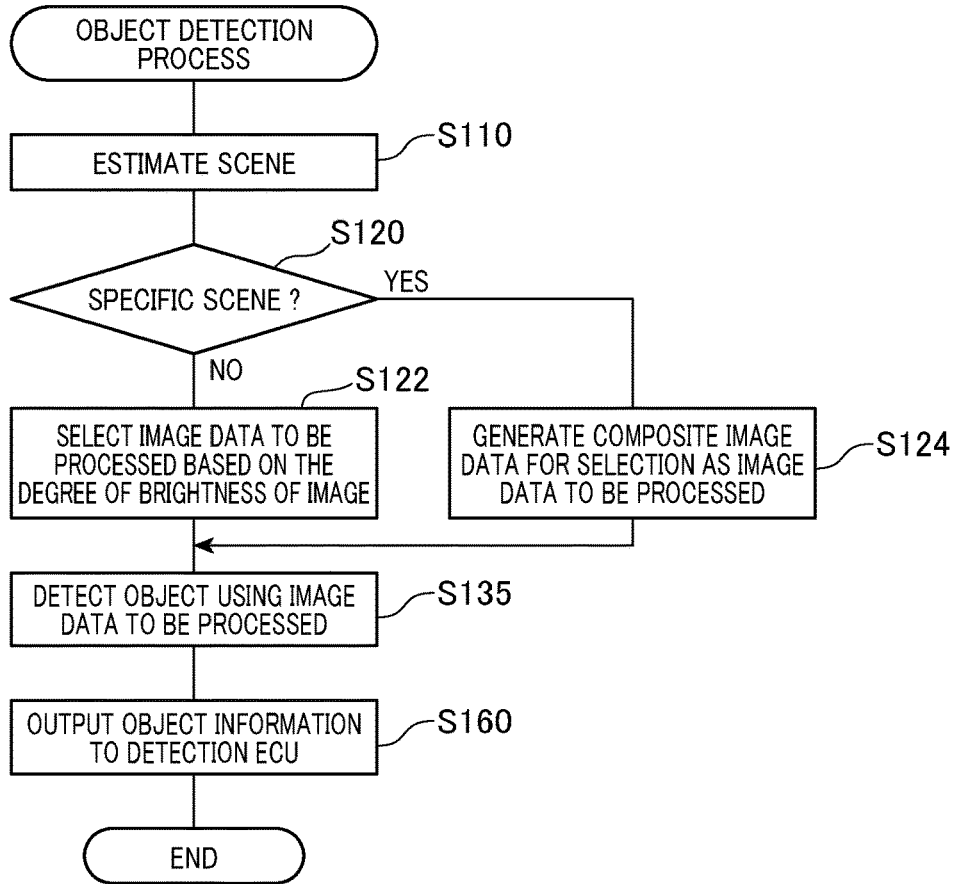 OBJECT DETECTION
PROCESS
S110
ESTIMATE SCENE
S120
SPECIFIC SCENE ?
YES
NO
S122
SELECT IMAGE DATA TO BE
PROCESSED BASED ON THE
DEGREE OF BRIGHTNESS OF IMAGE
GENERATE COMPOSITE IMAGE
DATA FOR SELECTION AS IMAGE
DATA TO BE PROCESSED
S124
DETECT OBJECT USING IMAGE
DATA TO BE PROCESSED
S135
OUTPUT OBJECT INFORMATION
TO DETECTION ECU
S160
END